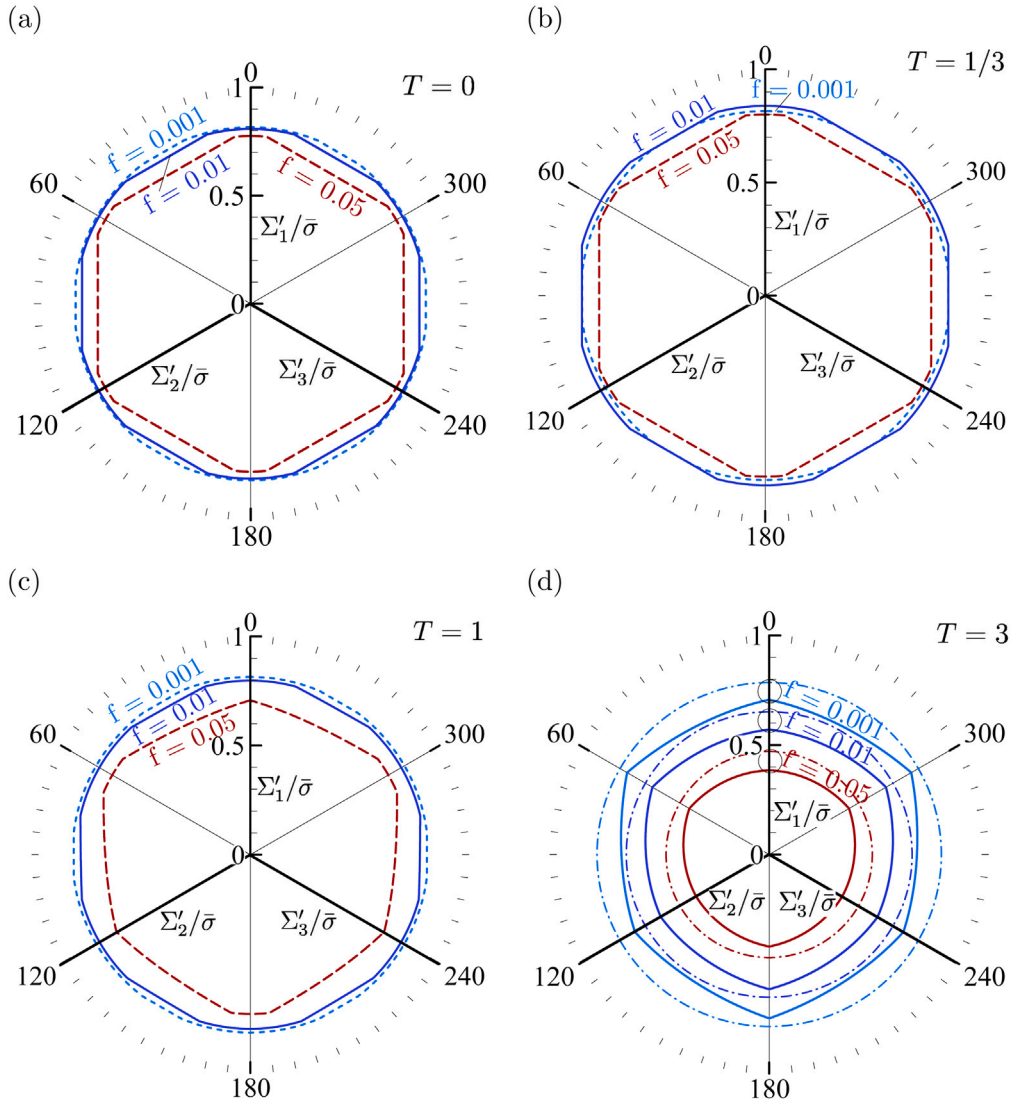 (a)
T = 0
0
1
f = 0.001
f = 0.01
f = 0.05
60
300
0.5
Σ′₁/σ̄
0
Σ′₂/σ̄
Σ′₃/σ̄
120
240
180
(b)
T = 1/3
0
1
f = 0.001
f = 0.01
f = 0.05
60
300
0.5
Σ′₁/σ̄
0
Σ′₂/σ̄
Σ′₃/σ̄
120
240
180
(c)
T = 1
0
1
f = 0.001
f = 0.01
f = 0.05
60
300
0.5
Σ′₁/σ̄
0
Σ′₂/σ̄
Σ′₃/σ̄
120
240
180
(d)
T = 3
0
1
f = 0.001
f = 0.01
f = 0.05
60
300
0.5
Σ′₁/σ̄
0
Σ′₂/σ̄
Σ′₃/σ̄
120
240
180